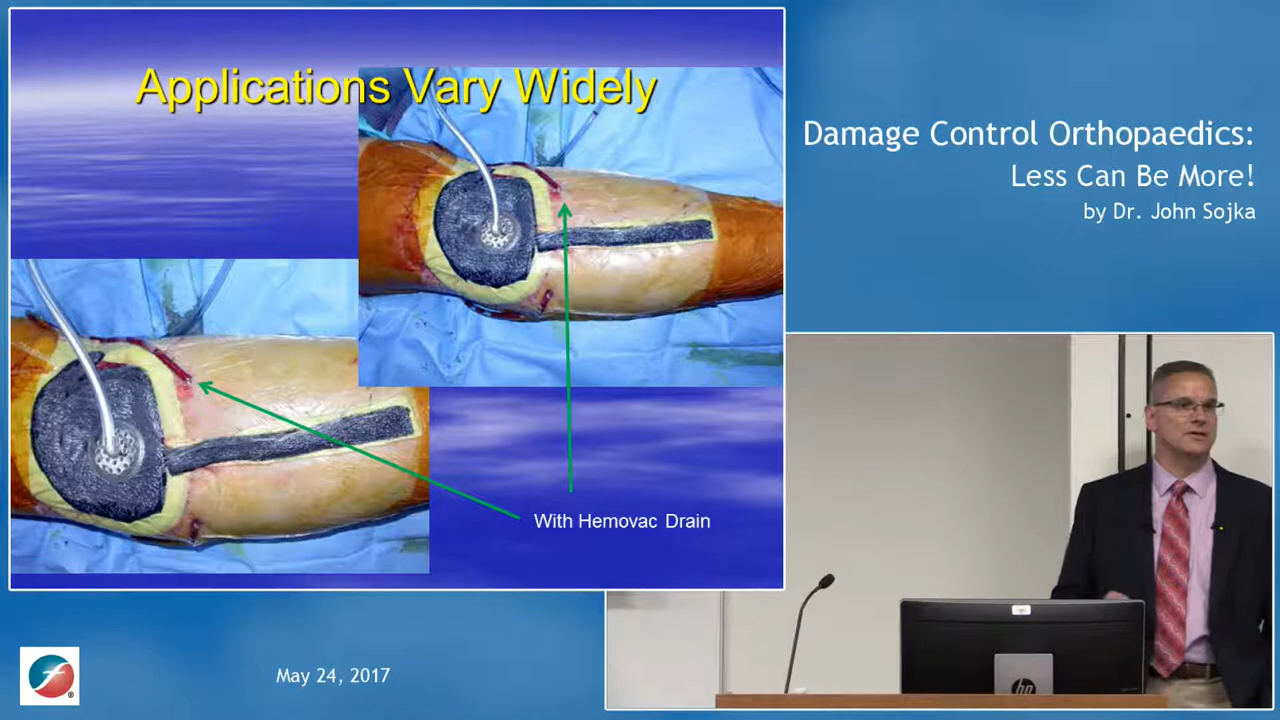 Applications Vary Widely
With Hemovac Drain
Damage Control Orthopaedics:
Less Can Be More!
by Dr. John Sojka
May 24, 2017
f
®
hp